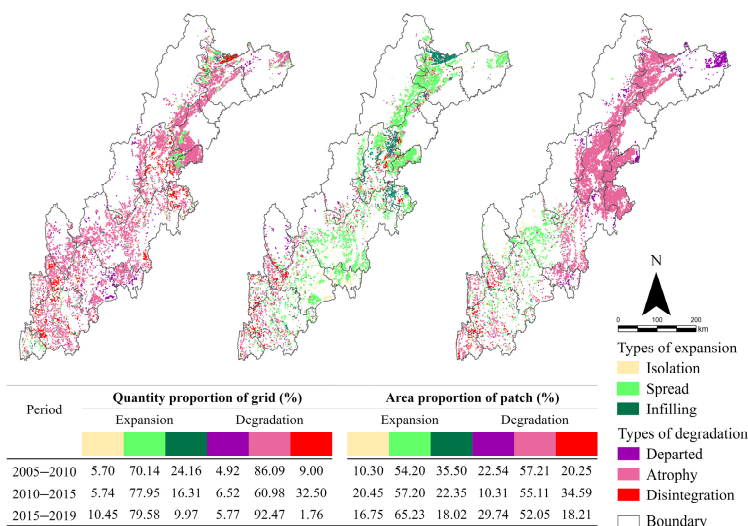 N
0 100 200
km
Types of expansion
Isolation
Spread
Infilling
Types of degradation
Departed
Atrophy
Disintegration
Boundary
Period Quantity proportion of grid (%) Area proportion of patch (%)
Expansion Degradation Expansion Degradation
2005−2010 5.70 70.14 24.16 4.92 86.09 9.00 10.30 54.20 35.50 22.54 57.21 20.25
2010−2015 5.74 77.95 16.31 6.52 60.98 32.50 20.45 57.20 22.35 10.31 55.11 34.59
2015−2019 10.45 79.58 9.97 5.77 92.47 1.76 16.75 65.23 18.02 29.74 52.05 18.21